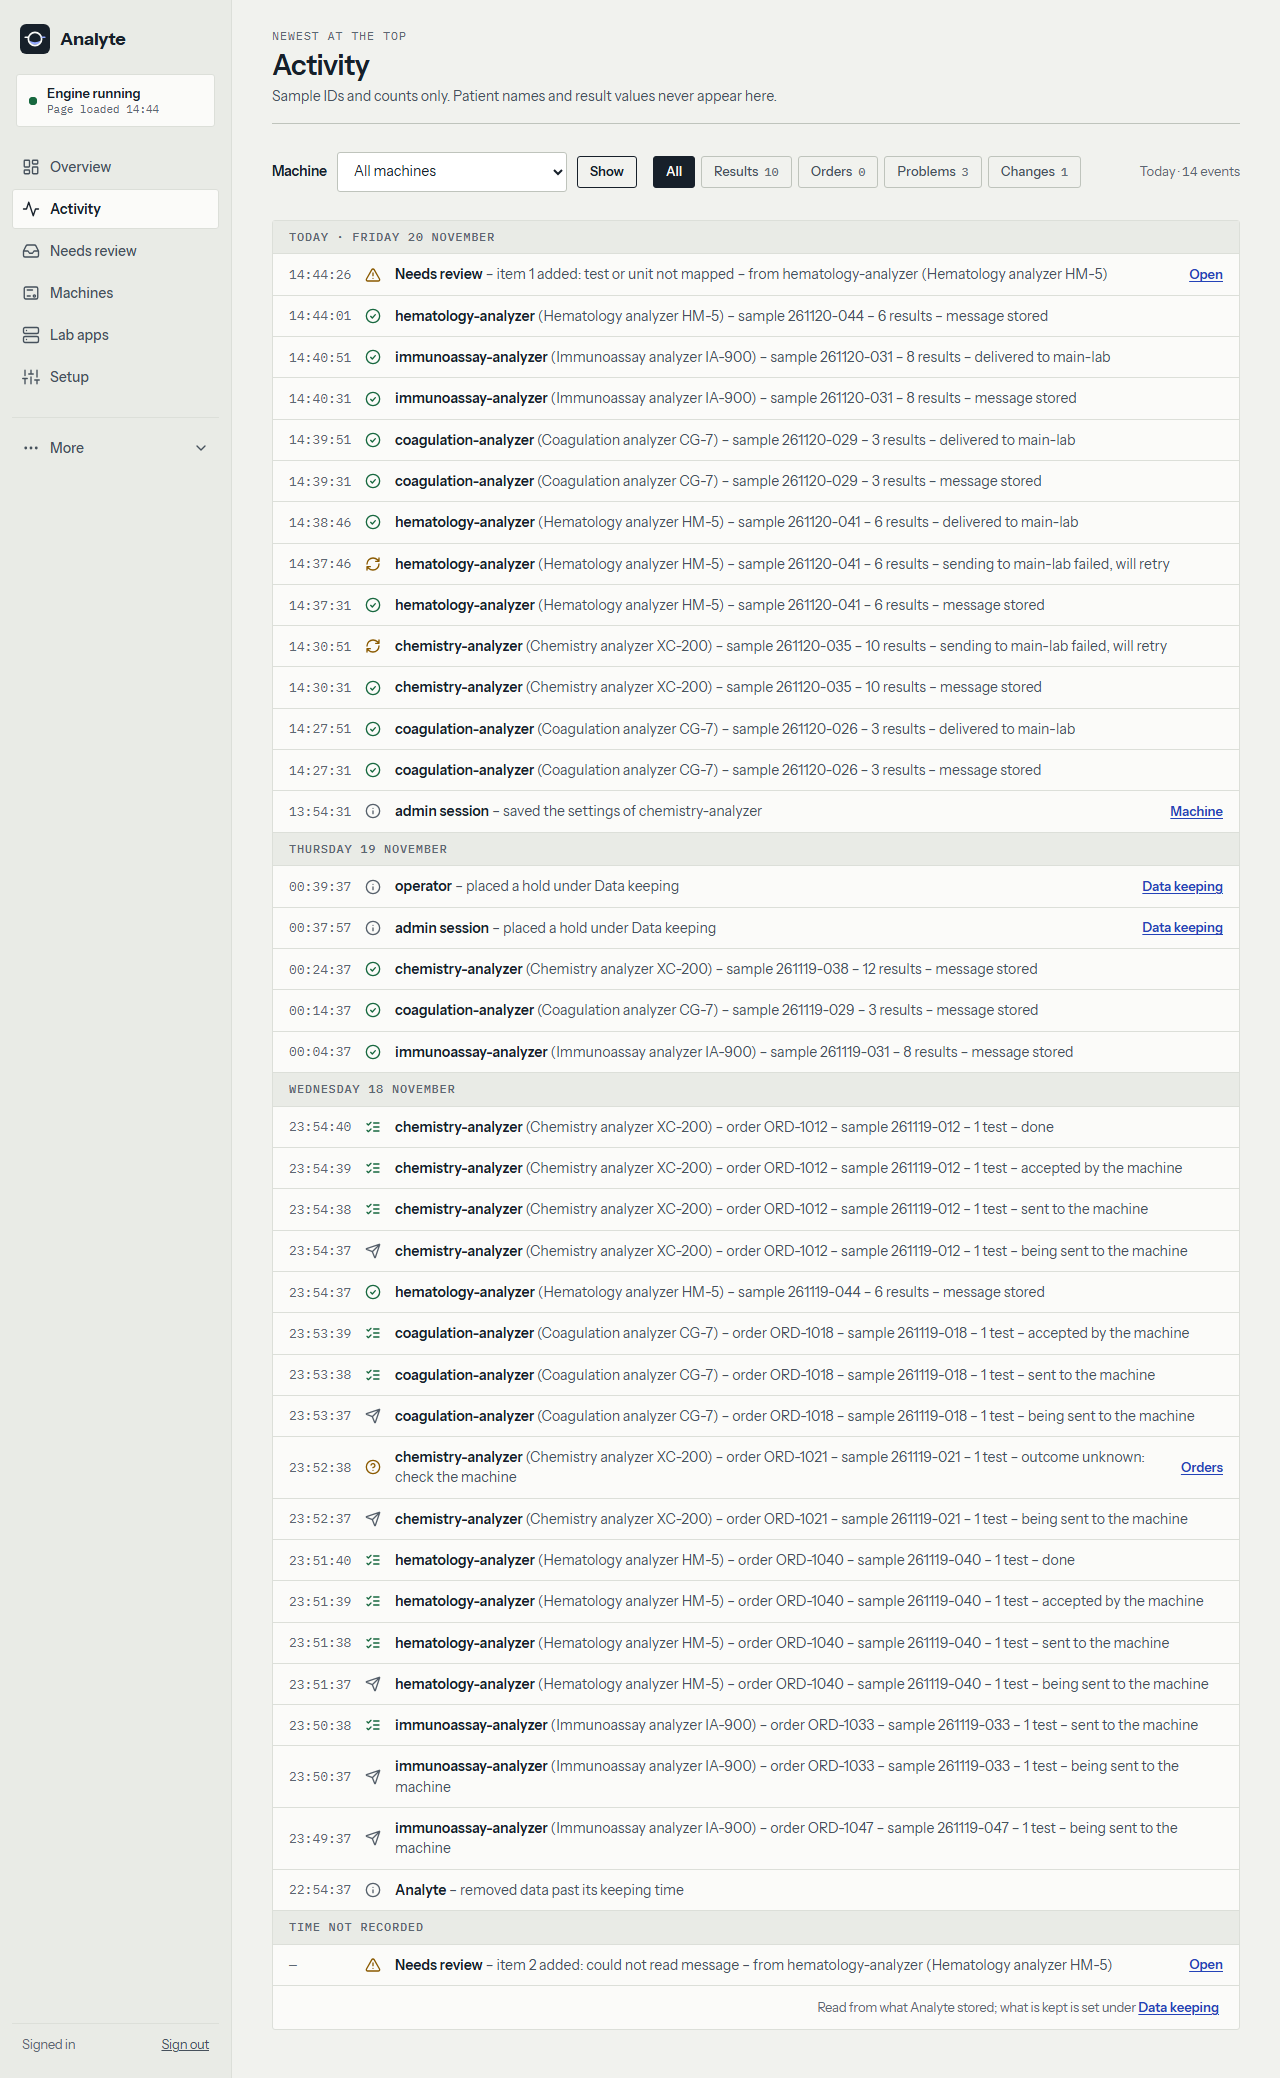 Analyte
Engine running
Page loaded 14:44
Overview
Activity
Needs review
Machines
Lab apps
Setup
More
Signed in
Sign out
NEWEST AT THE TOP
Activity
Sample IDs and counts only. Patient names and result values never appear here.
Machine All machines Show All Results 10 Orders 0 Problems 3 Changes 1 Today · 14 events
TODAY · FRIDAY 20 NOVEMBER
14:44:26 Needs review – item 1 added: test or unit not mapped – from hematology-analyzer (Hematology analyzer HM-5) Open
14:44:01 hematology-analyzer (Hematology analyzer HM-5) – sample 261120-044 – 6 results – message stored
14:40:51 immunoassay-analyzer (Immunoassay analyzer IA-900) – sample 261120-031 – 8 results – delivered to main-lab
14:40:31 immunoassay-analyzer (Immunoassay analyzer IA-900) – sample 261120-031 – 8 results – message stored
14:39:51 coagulation-analyzer (Coagulation analyzer CG-7) – sample 261120-029 – 3 results – delivered to main-lab
14:39:31 coagulation-analyzer (Coagulation analyzer CG-7) – sample 261120-029 – 3 results – message stored
14:38:46 hematology-analyzer (Hematology analyzer HM-5) – sample 261120-041 – 6 results – delivered to main-lab
14:37:46 hematology-analyzer (Hematology analyzer HM-5) – sample 261120-041 – 6 results – sending to main-lab failed, will retry
14:37:31 hematology-analyzer (Hematology analyzer HM-5) – sample 261120-041 – 6 results – message stored
14:30:51 chemistry-analyzer (Chemistry analyzer XC-200) – sample 261120-035 – 10 results – sending to main-lab failed, will retry
14:30:31 chemistry-analyzer (Chemistry analyzer XC-200) – sample 261120-035 – 10 results – message stored
14:27:51 coagulation-analyzer (Coagulation analyzer CG-7) – sample 261120-026 – 3 results – delivered to main-lab
14:27:31 coagulation-analyzer (Coagulation analyzer CG-7) – sample 261120-026 – 3 results – message stored
13:54:31 admin session – saved the settings of chemistry-analyzer Machine
THURSDAY 19 NOVEMBER
00:39:37 operator – placed a hold under Data keeping Data keeping
00:37:57 admin session – placed a hold under Data keeping Data keeping
00:24:37 chemistry-analyzer (Chemistry analyzer XC-200) – sample 261119-038 – 12 results – message stored
00:14:37 coagulation-analyzer (Coagulation analyzer CG-7) – sample 261119-029 – 3 results – message stored
00:04:37 immunoassay-analyzer (Immunoassay analyzer IA-900) – sample 261119-031 – 8 results – message stored
WEDNESDAY 18 NOVEMBER
23:54:40 chemistry-analyzer (Chemistry analyzer XC-200) – order ORD-1012 – sample 261119-012 – 1 test – done
23:54:39 chemistry-analyzer (Chemistry analyzer XC-200) – order ORD-1012 – sample 261119-012 – 1 test – accepted by the machine
23:54:38 chemistry-analyzer (Chemistry analyzer XC-200) – order ORD-1012 – sample 261119-012 – 1 test – sent to the machine
23:54:37 chemistry-analyzer (Chemistry analyzer XC-200) – order ORD-1012 – sample 261119-012 – 1 test – being sent to the machine
23:54:37 hematology-analyzer (Hematology analyzer HM-5) – sample 261119-044 – 6 results – message stored
23:53:39 coagulation-analyzer (Coagulation analyzer CG-7) – order ORD-1018 – sample 261119-018 – 1 test – accepted by the machine
23:53:38 coagulation-analyzer (Coagulation analyzer CG-7) – order ORD-1018 – sample 261119-018 – 1 test – sent to the machine
23:53:37 coagulation-analyzer (Coagulation analyzer CG-7) – order ORD-1018 – sample 261119-018 – 1 test – being sent to the machine
23:52:38 chemistry-analyzer (Chemistry analyzer XC-200) – order ORD-1021 – sample 261119-021 – 1 test – outcome unknown:
check the machine Orders
23:52:37 chemistry-analyzer (Chemistry analyzer XC-200) – order ORD-1021 – sample 261119-021 – 1 test – being sent to the machine
23:51:40 hematology-analyzer (Hematology analyzer HM-5) – order ORD-1040 – sample 261119-040 – 1 test – done
23:51:39 hematology-analyzer (Hematology analyzer HM-5) – order ORD-1040 – sample 261119-040 – 1 test – accepted by the machine
23:51:38 hematology-analyzer (Hematology analyzer HM-5) – order ORD-1040 – sample 261119-040 – 1 test – sent to the machine
23:51:37 hematology-analyzer (Hematology analyzer HM-5) – order ORD-1040 – sample 261119-040 – 1 test – being sent to the machine
23:50:38 immunoassay-analyzer (Immunoassay analyzer IA-900) – order ORD-1033 – sample 261119-033 – 1 test – sent to the machine
23:50:37 immunoassay-analyzer (Immunoassay analyzer IA-900) – order ORD-1033 – sample 261119-033 – 1 test – being sent to the
machine
23:49:37 immunoassay-analyzer (Immunoassay analyzer IA-900) – order ORD-1047 – sample 261119-047 – 1 test – being sent to the
machine
22:54:37 Analyte – removed data past its keeping time
TIME NOT RECORDED
– Needs review – item 2 added: could not read message – from hematology-analyzer (Hematology analyzer HM-5) Open
Read from what Analyte stored; what is kept is set under Data keeping